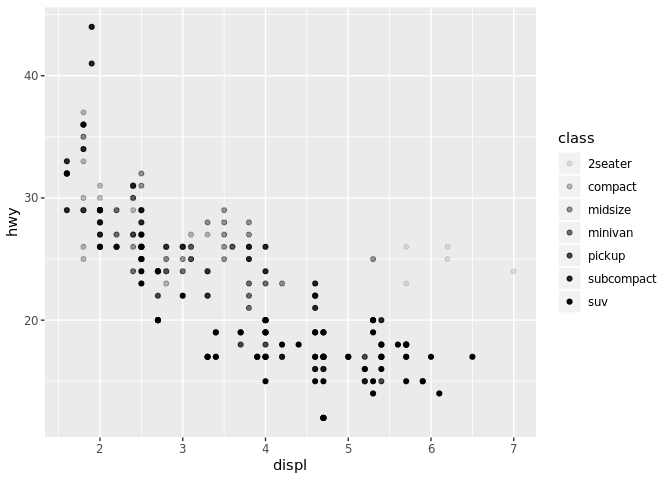 40
30
20
hwy
2 3 4 5 6 7
displ
class
2seater
compact
midsize
minivan
pickup
subcompact
suv